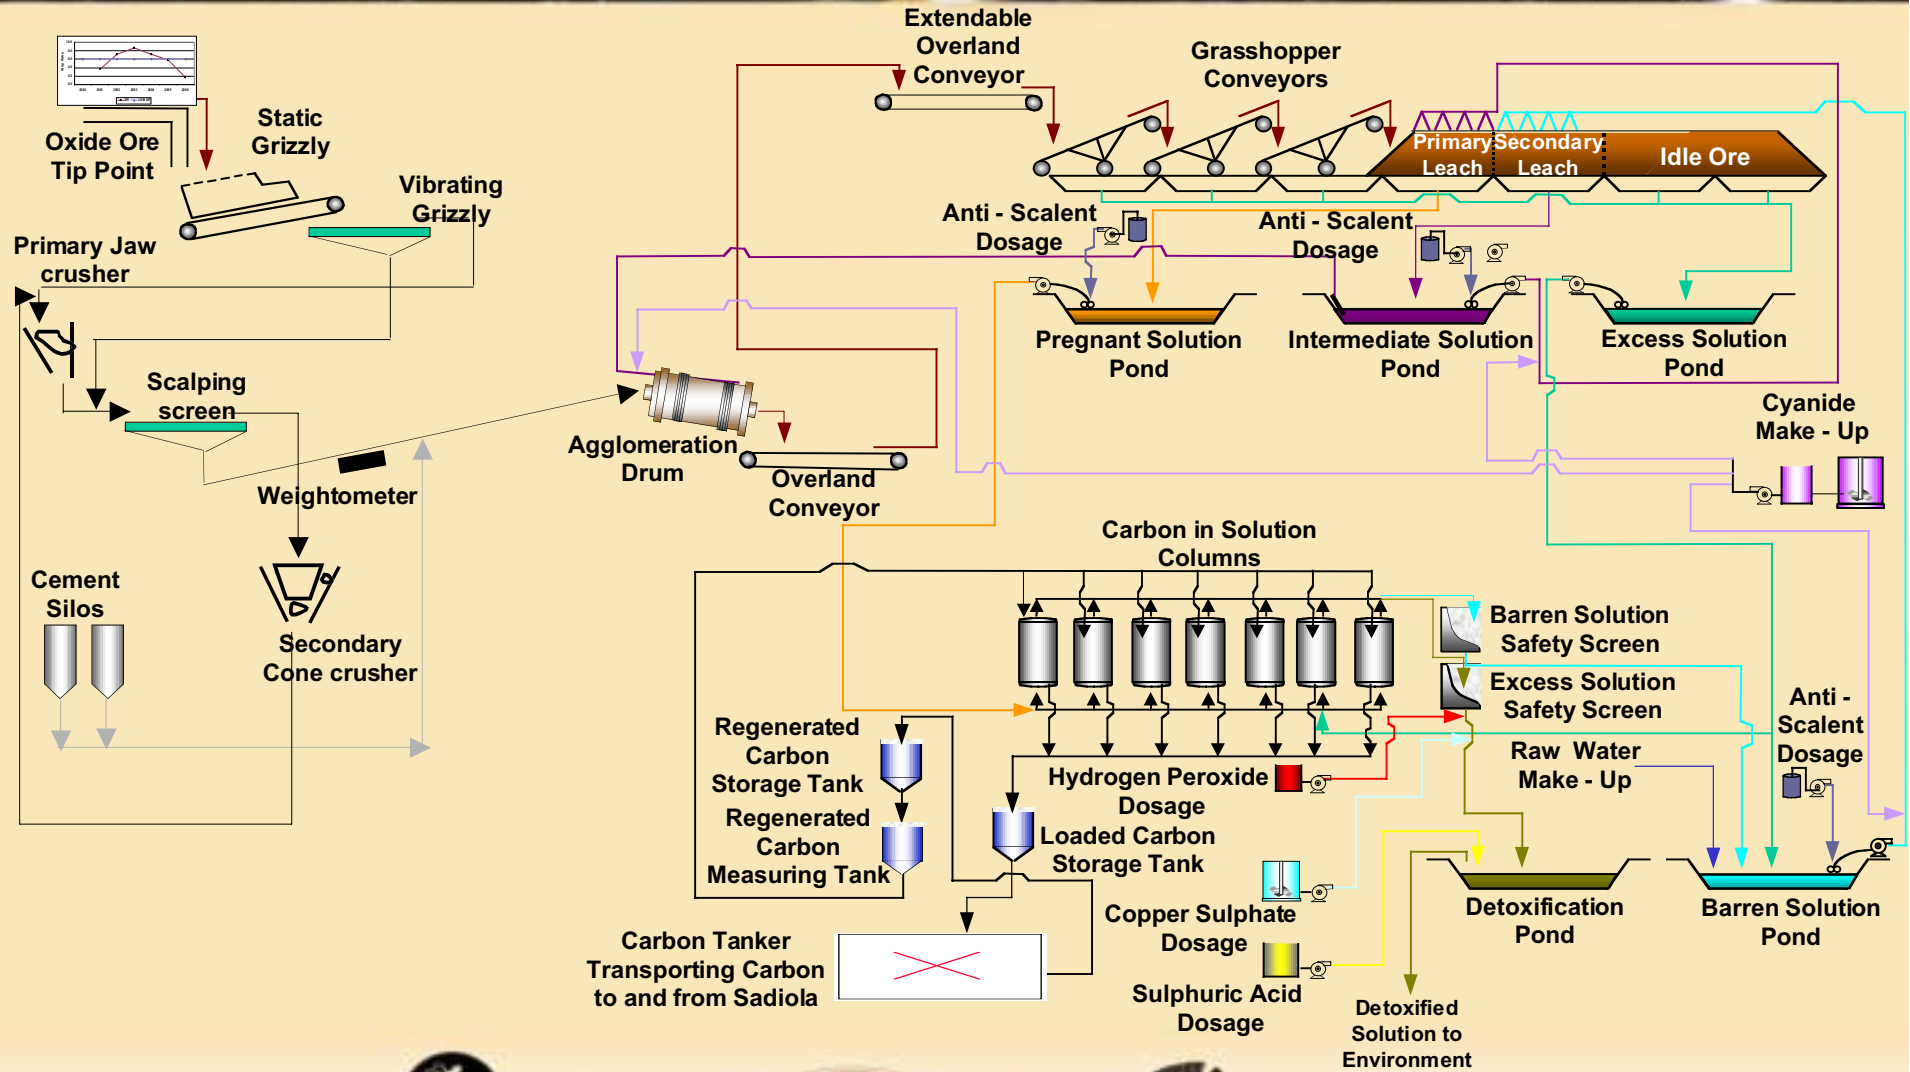 Extendable
Overland
Conveyor
Grasshopper
Conveyors
Static
Grizzly
Oxide Ore
Tip Point
Vibrating
Grizzly
Primary
Leach
Secondary
Leach
Idle Ore
Anti - Scalent
Dosage
Anti - Scalent
Dosage
Primary Jaw
crusher
Pregnant Solution
Pond
Intermediate Solution
Pond
Excess Solution
Pond
Scalping
screen
Cyanide
Make - Up
Agglomeration
Drum
Overland
Conveyor
Weightometer
Carbon in Solution
Columns
Cement
Silos
Secondary
Cone crusher
Barren Solution
Safety Screen
Excess Solution
Safety Screen
Anti -
Scalent
Dosage
Regenerated
Carbon
Storage Tank
Raw Water
Make - Up
Hydrogen Peroxide
Dosage
Regenerated
Carbon
Measuring Tank
Loaded Carbon
Storage Tank
Copper Sulphate
Dosage
Detoxification
Pond
Barren Solution
Pond
Carbon Tanker
Transporting Carbon
to and from Sadiola
Sulphuric Acid
Dosage
Detoxified
Solution to
Environment